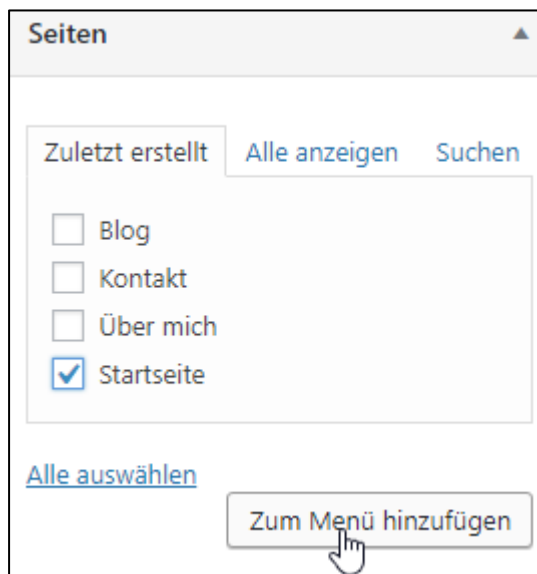 Seiten
Zuletzt erstellt Alle anzeigen Suchen
Blog
Kontakt
Über mich
Startseite
Alle auswählen
Zum Menü hinzufügen